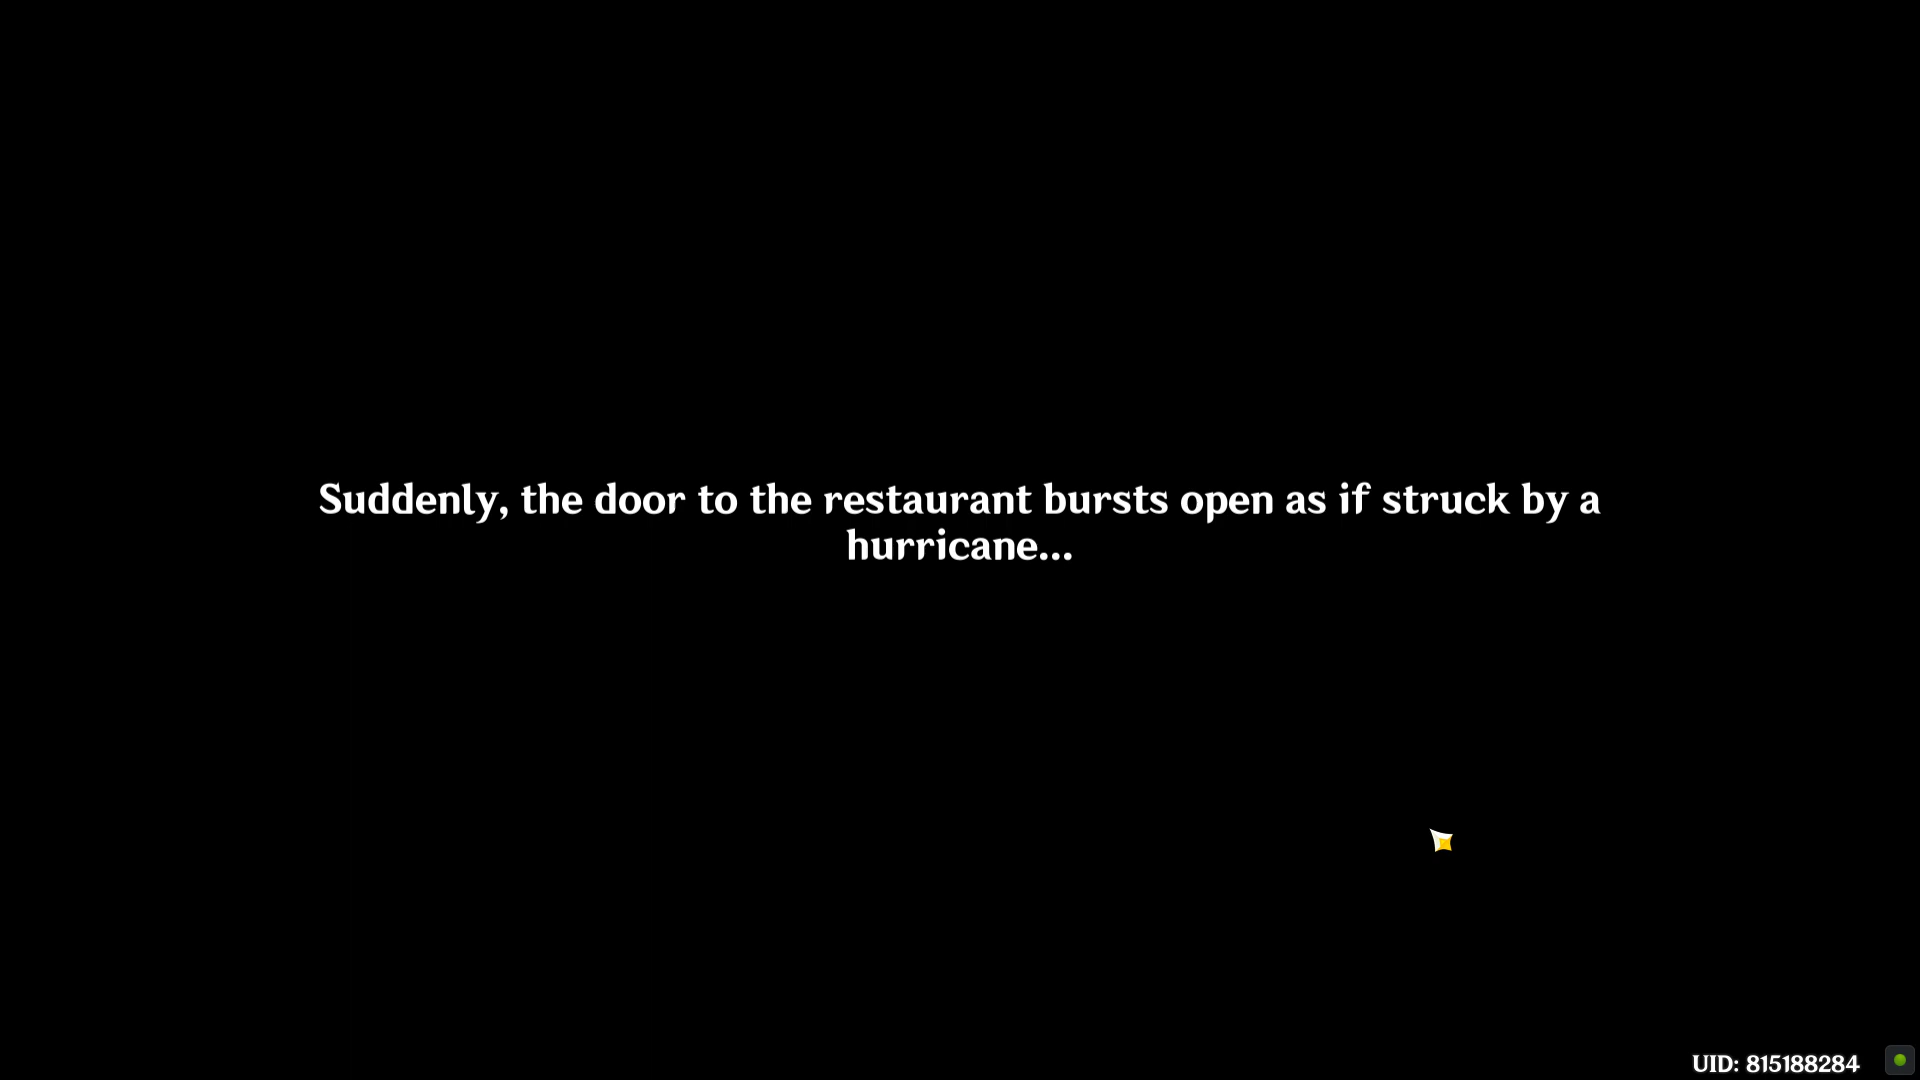 Suddenly, the door to the restaurant bursts open as if struck by a
hurricane...
UID: 815188284